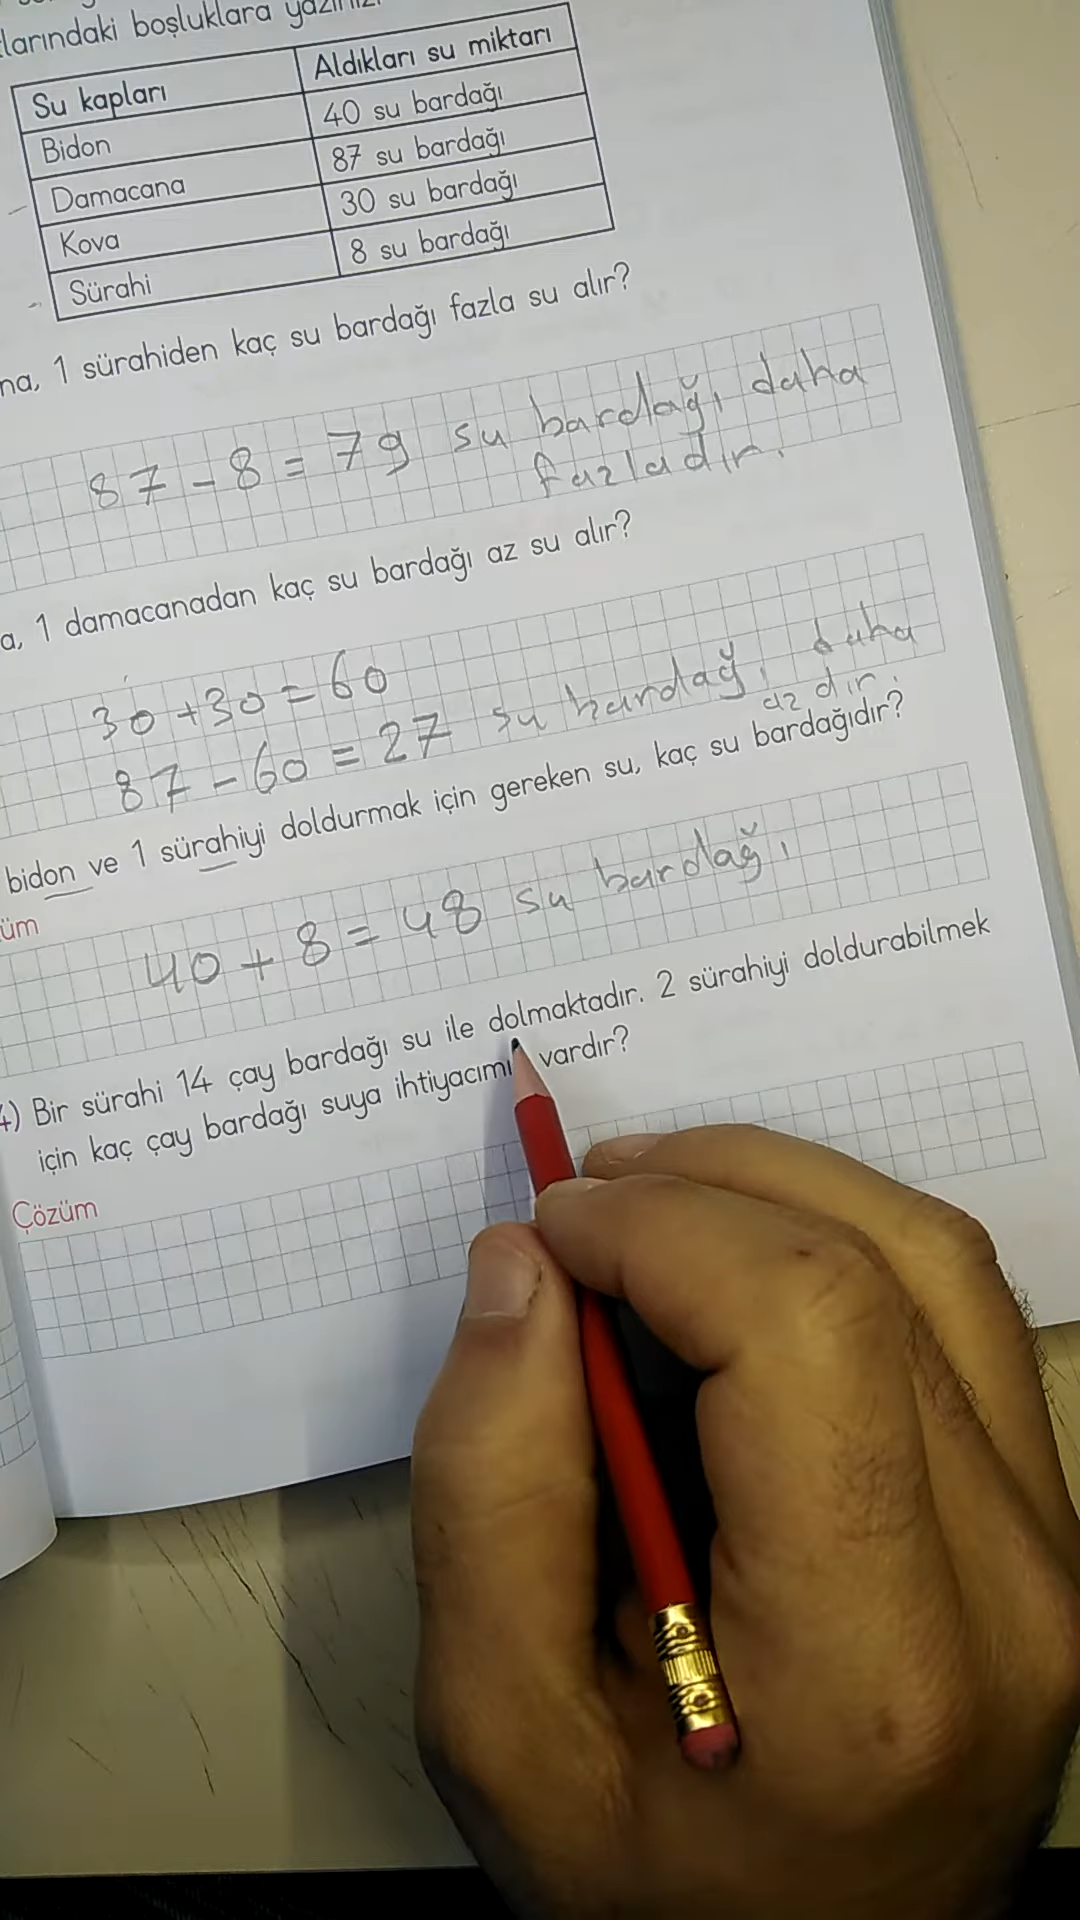 larındaki boşluklara yazınız.
Su kapları Aldıkları su miktarı
Bidon 40 su bardağı
Damacana 87 su bardağı
Kova 30 su bardağı
Sürahi 8 su bardağı
na, 1 sürahiden kaç su bardağı fazla su alır?
87 - 8 = 79 su bardağı daha
fazladır.
a, 1 damacanadan kaç su bardağı az su alır?
30 + 30 = 60
87 - 60 = 27 su bardağı daha
azdır.
bidon ve 1 sürahiyi doldurmak için gereken su, kaç su bardağıdır?
üm
40 + 8 = 48 su bardağı
4) Bir sürahi 14 çay bardağı su ile dolmaktadır. 2 sürahiyi doldurabilmek
için kaç çay bardağı suya ihtiyacımı vardır?
Çözüm